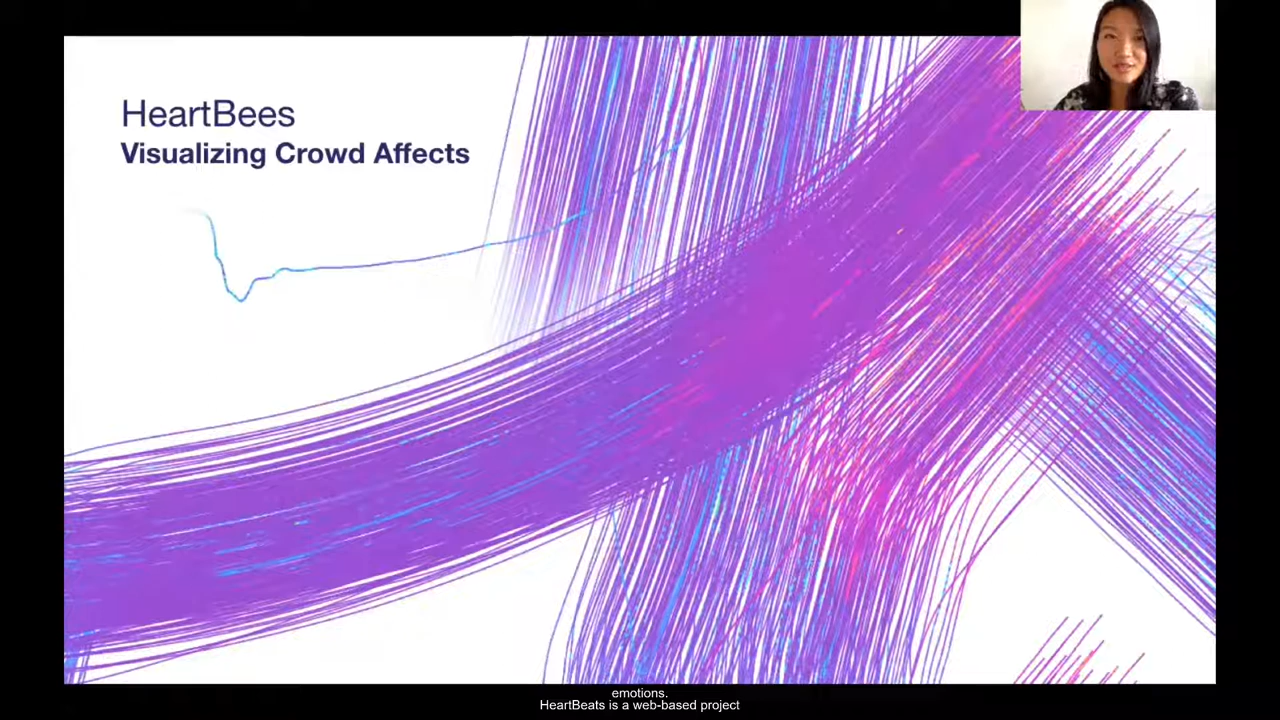 HeartBees
Visualizing Crowd Affects
emotions.
HeartBeats is a web-based project